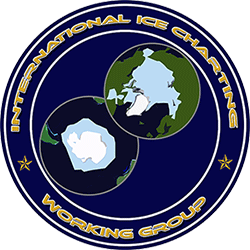 INTERNATIONAL ICE CHARTING
WORKING GROUP